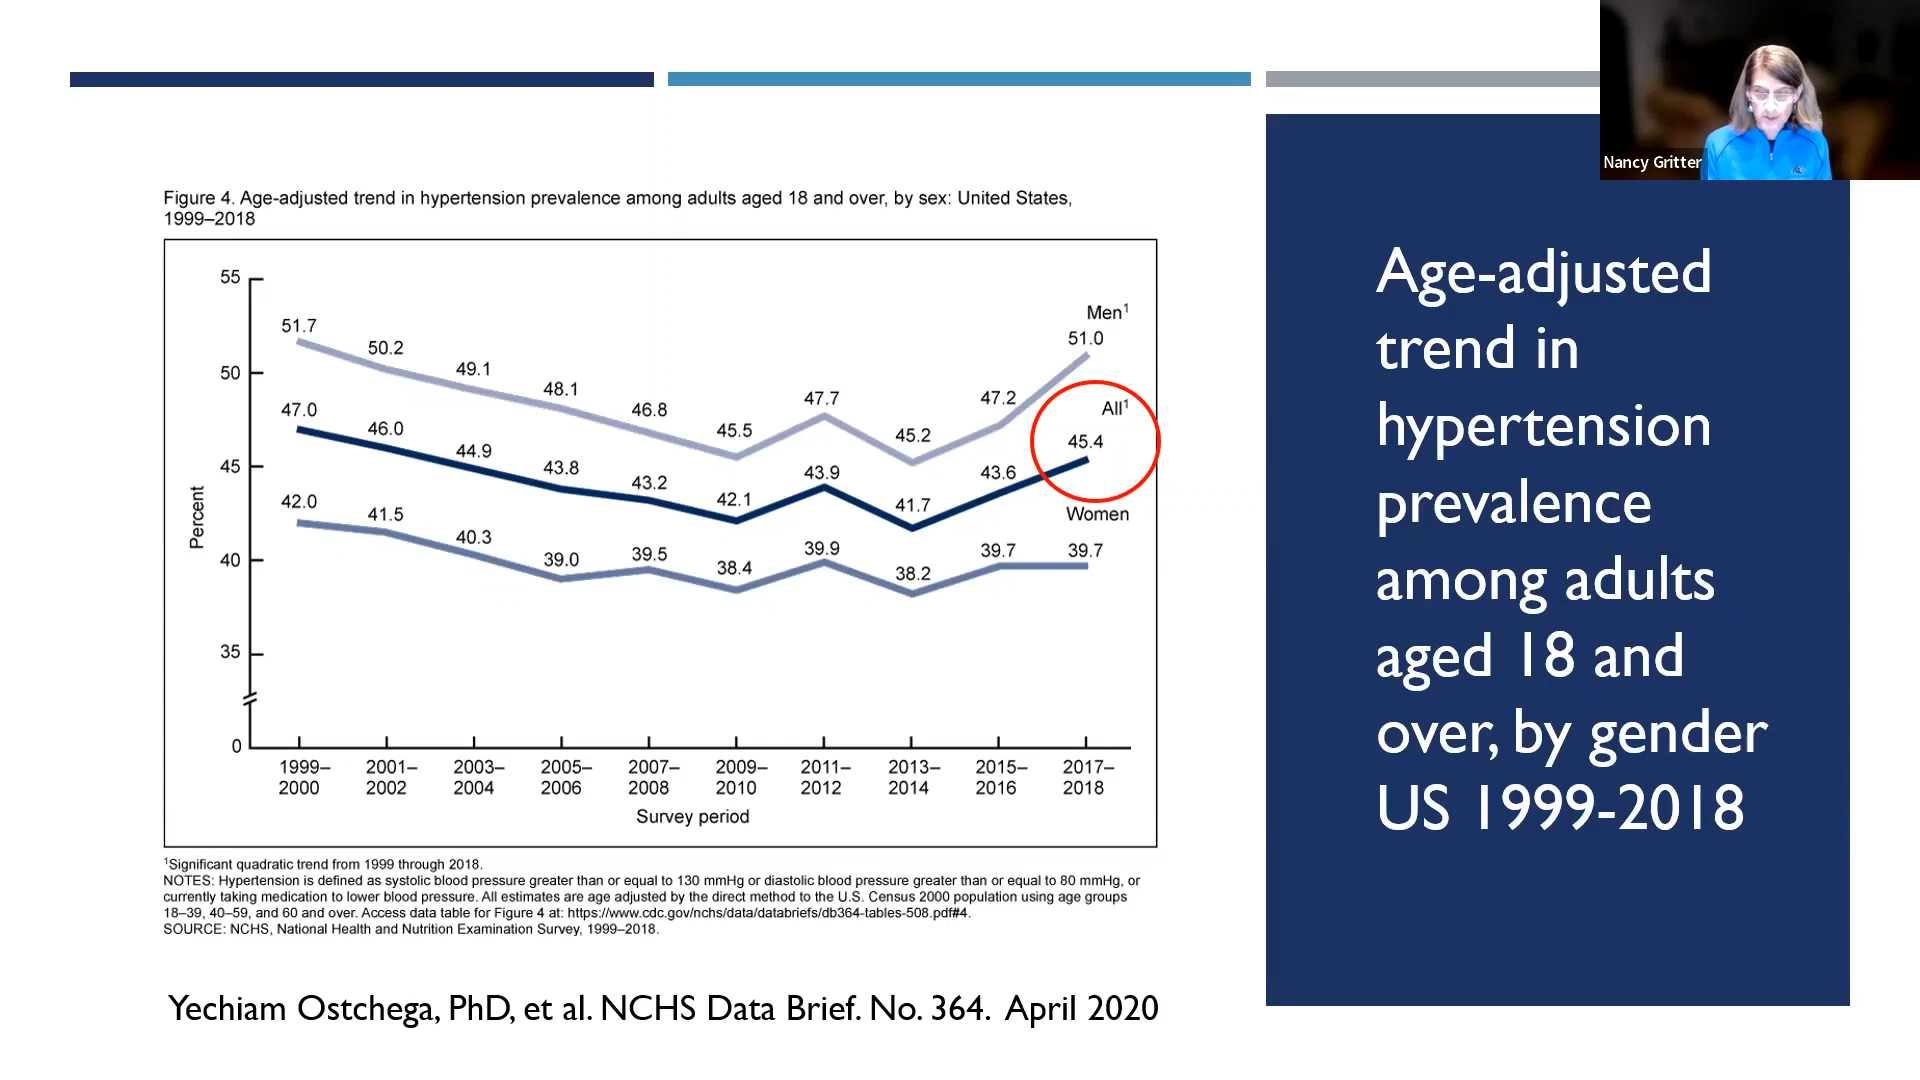 Nancy Gritter
Figure 4. Age-adjusted trend in hypertension prevalence among adults aged 18 and over, by sex: United States,
1999–2018
55
50
45
40
35
0
Percent
Men¹
51.7
50.2
49.1
48.1
46.8
45.5
47.7
45.2
47.2
51.0
All¹
47.0
46.0
44.9
43.8
43.2
42.1
43.9
41.7
43.6
45.4
Women
42.0
41.5
40.3
39.0
39.5
38.4
39.9
38.2
39.7
39.7
1999– 2001– 2003– 2005– 2007– 2009– 2011– 2013– 2015– 2017–
2000 2002 2004 2006 2008 2010 2012 2014 2016 2018
Survey period
¹Significant quadratic trend from 1999 through 2018.
NOTES: Hypertension is defined as systolic blood pressure greater than or equal to 130 mmHg or diastolic blood pressure greater than or equal to 80 mmHg, or
currently taking medication to lower blood pressure. All estimates are age adjusted by the direct method to the U.S. Census 2000 population using age groups
18–39, 40–59, and 60 and over. Access data table for Figure 4 at: https://www.cdc.gov/nchs/data/databriefs/db364-tables-508.pdf#4.
SOURCE: NCHS, National Health and Nutrition Examination Survey, 1999–2018.
Yechiam Ostchega, PhD, et al. NCHS Data Brief. No. 364. April 2020
Age-adjusted
trend in
hypertension
prevalence
among adults
aged 18 and
over, by gender
US 1999-2018